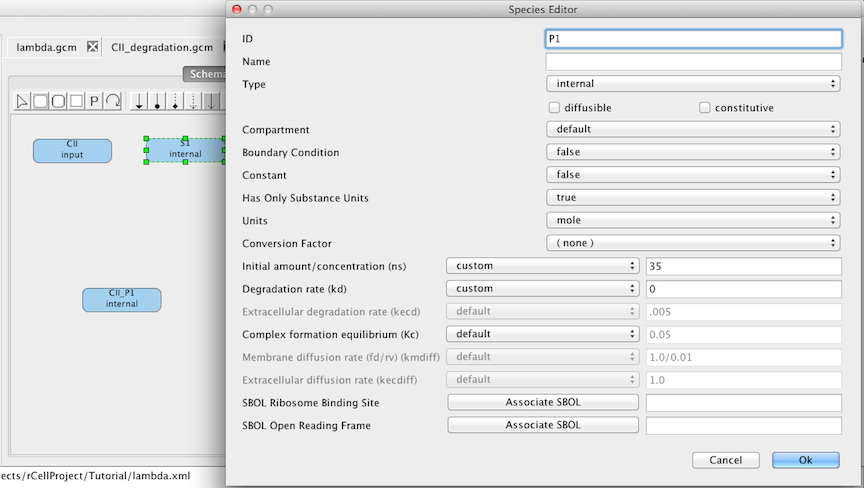 Species Editor
lambda.gcm
CII_degradation.gcm
Schema
P
CII
input
S1
internal
CII_P1
internal
ID P1
Name
Type internal
diffusible constitutive
Compartment default
Boundary Condition false
Constant false
Has Only Substance Units true
Units mole
Conversion Factor ( none )
Initial amount/concentration (ns) custom 35
Degradation rate (kd) custom 0
Extracellular degradation rate (kecd) default .005
Complex formation equilibrium (Kc) default 0.05
Membrane diffusion rate (fd/rv) (kmdiff) default 1.0/0.01
Extracellular diffusion rate (kecdiff) default 1.0
SBOL Ribosome Binding Site Associate SBOL
SBOL Open Reading Frame Associate SBOL
Cancel Ok
ects/rCellProject/Tutorial/lambda.xml